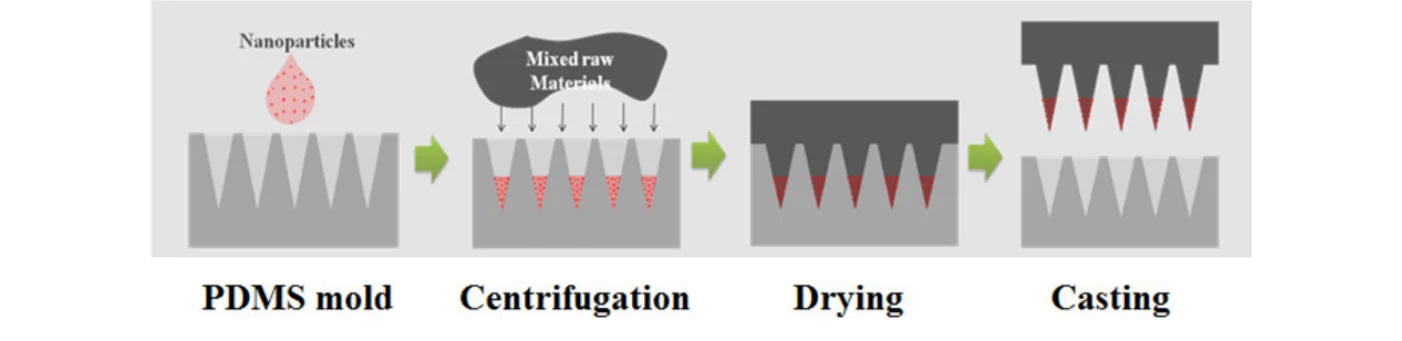 Nanoparticles
Mixed raw
Materials
PDMS mold
Centrifugation
Drying
Casting